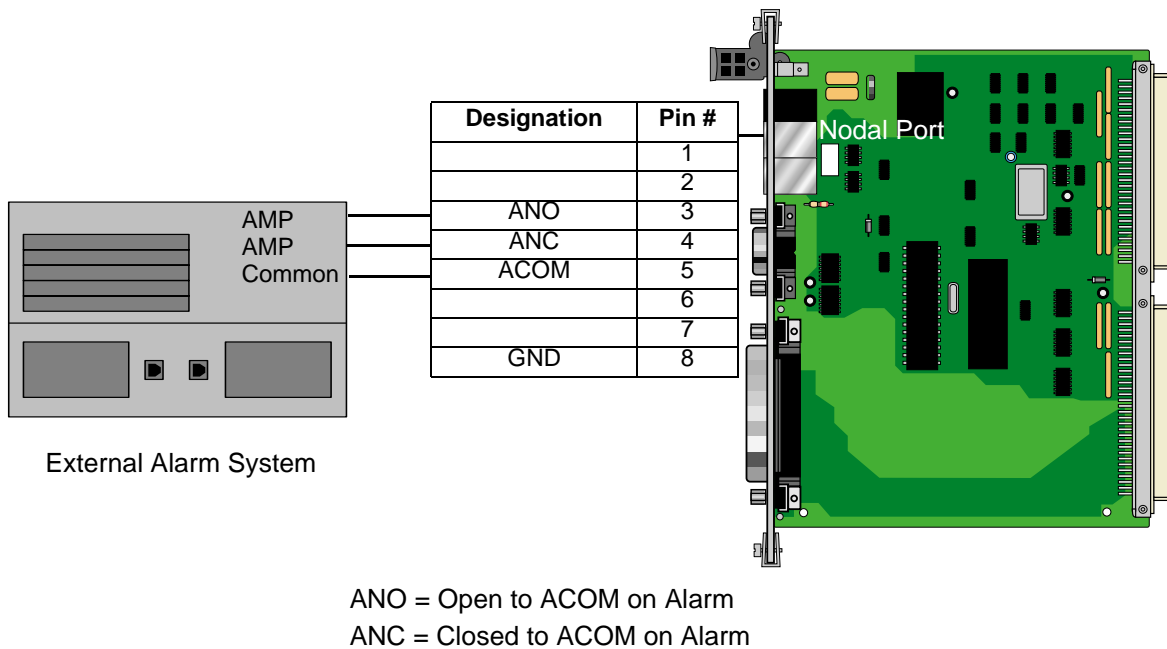 Designation Pin #
1
2
ANO 3
ANC 4
ACOM 5
6
7
GND 8
Nodal Port
AMP
AMP
Common
External Alarm System
ANO = Open to ACOM on Alarm
ANC = Closed to ACOM on Alarm